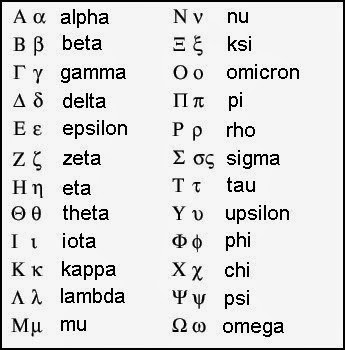 Α α alpha
Β β beta
Γ γ gamma
Δ δ delta
Ε ε epsilon
Ζ ζ zeta
Η η eta
Θ θ theta
Ι ι iota
Κ κ kappa
Λ λ lambda
Μ μ mu
Ν ν nu
Ξ ξ ksi
Ο ο omicron
Π π pi
Ρ ρ rho
Σ σς sigma
Τ τ tau
Υ υ upsilon
Φ ϕ phi
Χ χ chi
Ψ ψ psi
Ω ω omega